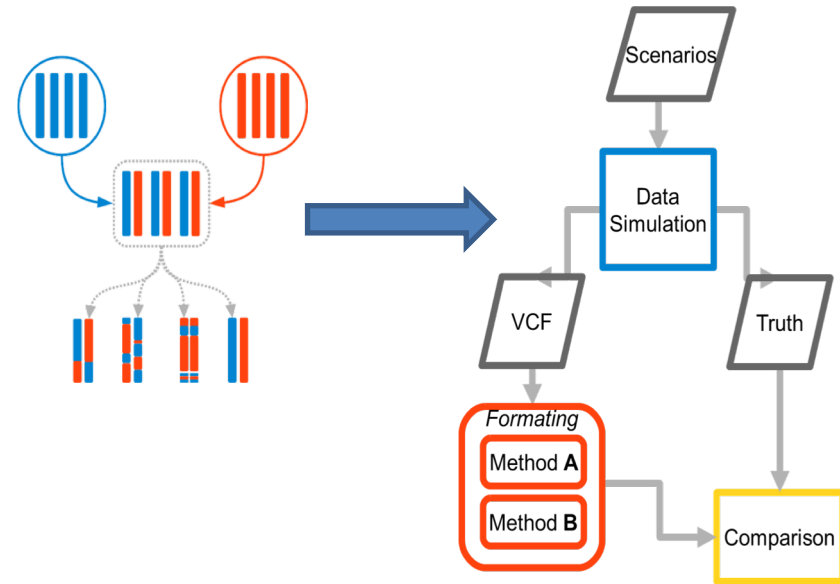 Scenarios
Data
Simulation
VCF
Truth
Formating
Method A
Method B
Comparison